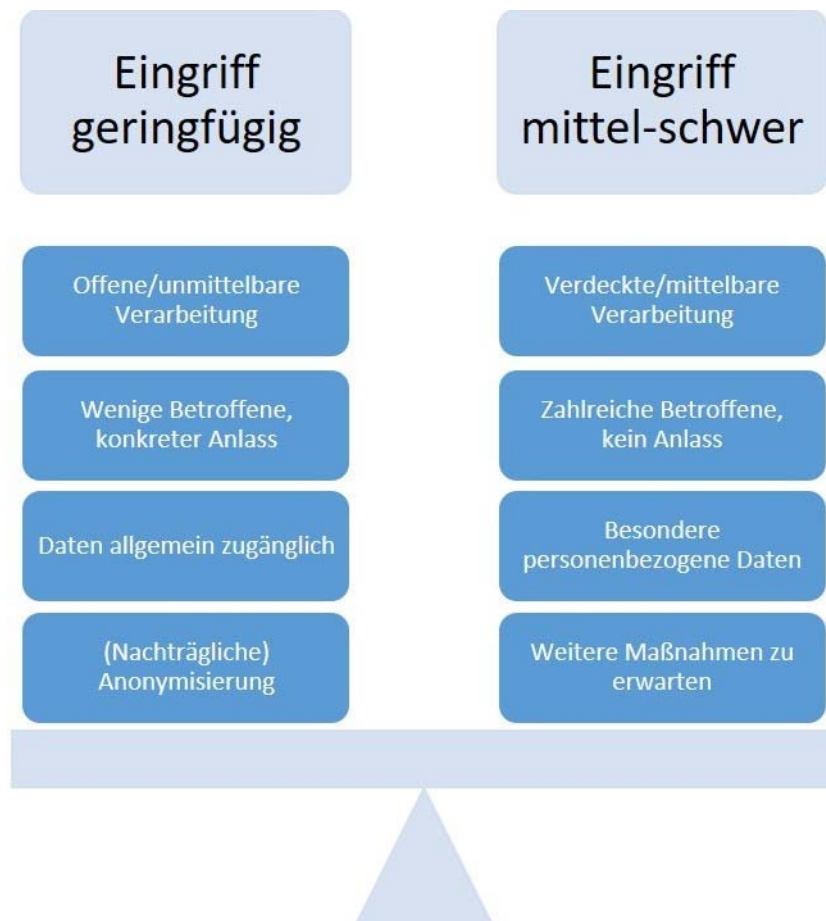 Eingriff
geringfügig
Offene/unmittelbare
Verarbeitung
Wenige Betroffene,
konkreter Anlass
Daten allgemein zugänglich
(Nachträgliche)
Anonymisierung
Eingriff
mittel-schwer
Verdeckte/mittelbare
Verarbeitung
Zahlreiche Betroffene,
kein Anlass
Besondere
personenbezogene Daten
Weitere Maßnahmen zu
erwarten